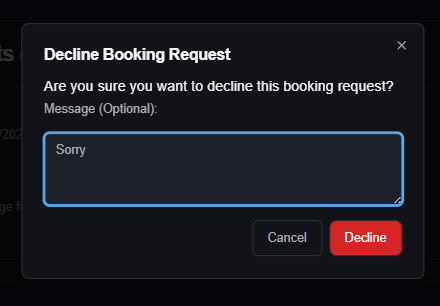 Decline Booking Request
Are you sure you want to decline this booking request?
Message (Optional):
Sorry
Cancel
Decline